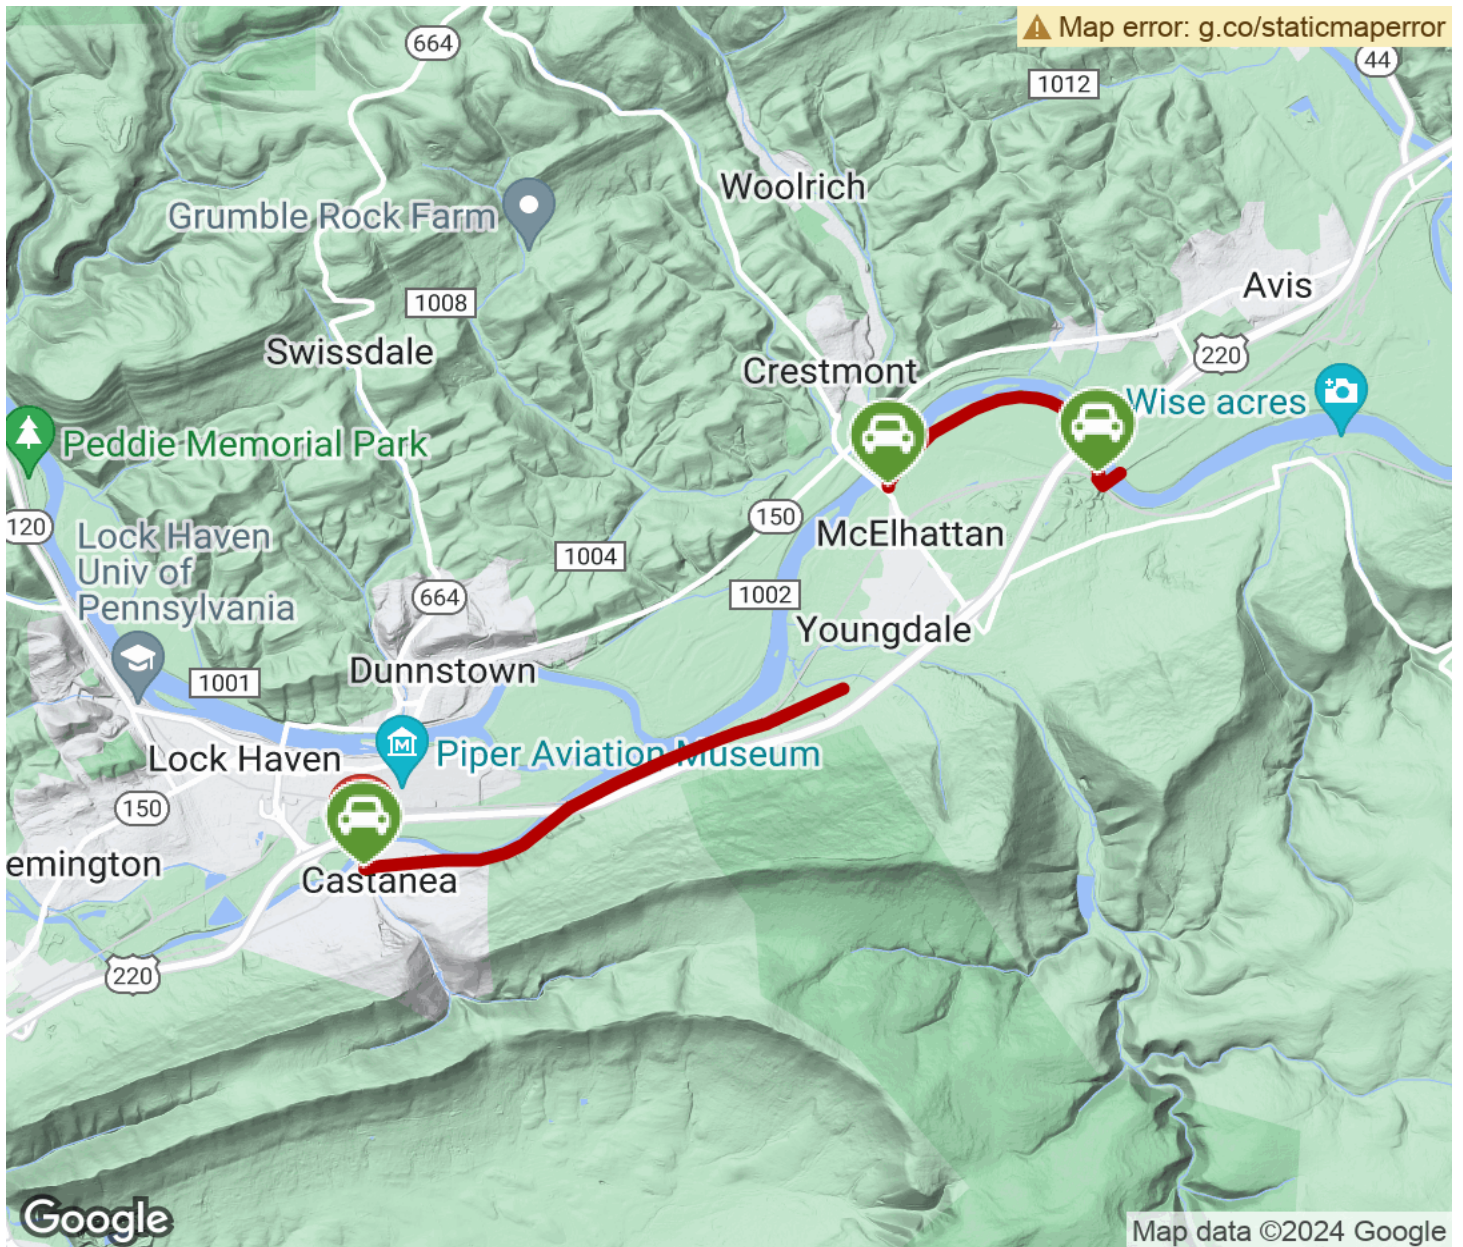 Map error: g.co/staticmaperror
664
44
1012
Woolrich
Grumble Rock Farm
Avis
1008
Swissdale
220
Crestmont
Wise acres
Peddie Memorial Park
120
150
Lock Haven
Univ of
Pennsylvania
McElhattan
1004
1002
664
Youngdale
Dunnstown
1001
M
Piper Aviation Museum
Lock Haven
150
emington
Castanea
220
Google
Map data ©2024 Google